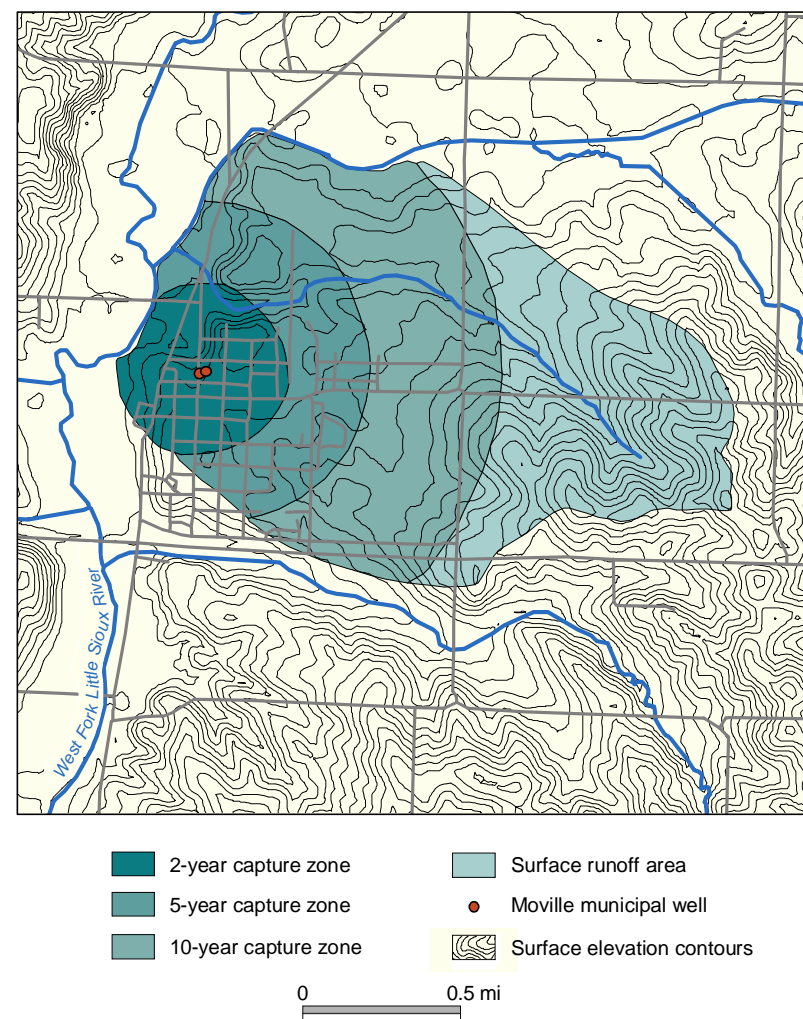 West Fork Little Sioux River
2-year capture zone
5-year capture zone
10-year capture zone
Surface runoff area
Moville municipal well
Surface elevation contours
0 0.5 mi